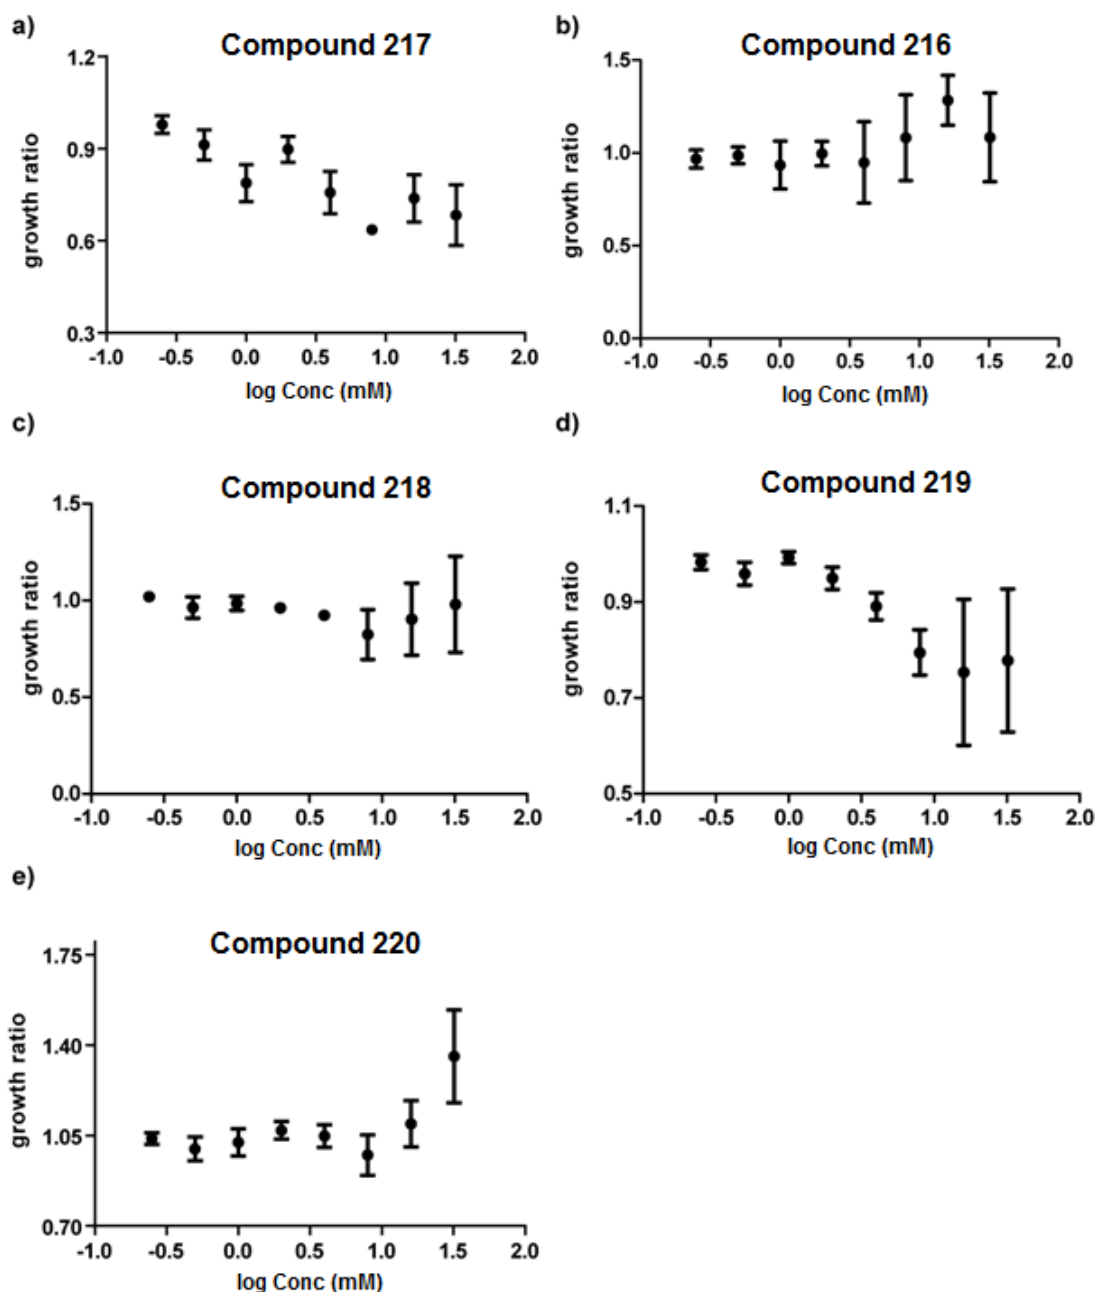 a)
Compound 217
1.2
0.9
0.6
0.3
growth ratio
-1.0 -0.5 0.0 0.5 1.0 1.5 2.0
log Conc (mM)
b)
Compound 216
1.5
1.0
0.5
0.0
growth ratio
-1.0 -0.5 0.0 0.5 1.0 1.5 2.0
log Conc (mM)
c)
Compound 218
1.5
1.0
0.5
0.0
growth ratio
-1.0 -0.5 0.0 0.5 1.0 1.5 2.0
log Conc (mM)
d)
Compound 219
1.1
0.9
0.7
0.5
growth ratio
-1.0 -0.5 0.0 0.5 1.0 1.5 2.0
log Conc (mM)
e)
Compound 220
1.75
1.40
1.05
0.70
growth ratio
-1.0 -0.5 0.0 0.5 1.0 1.5 2.0
log Conc (mM)